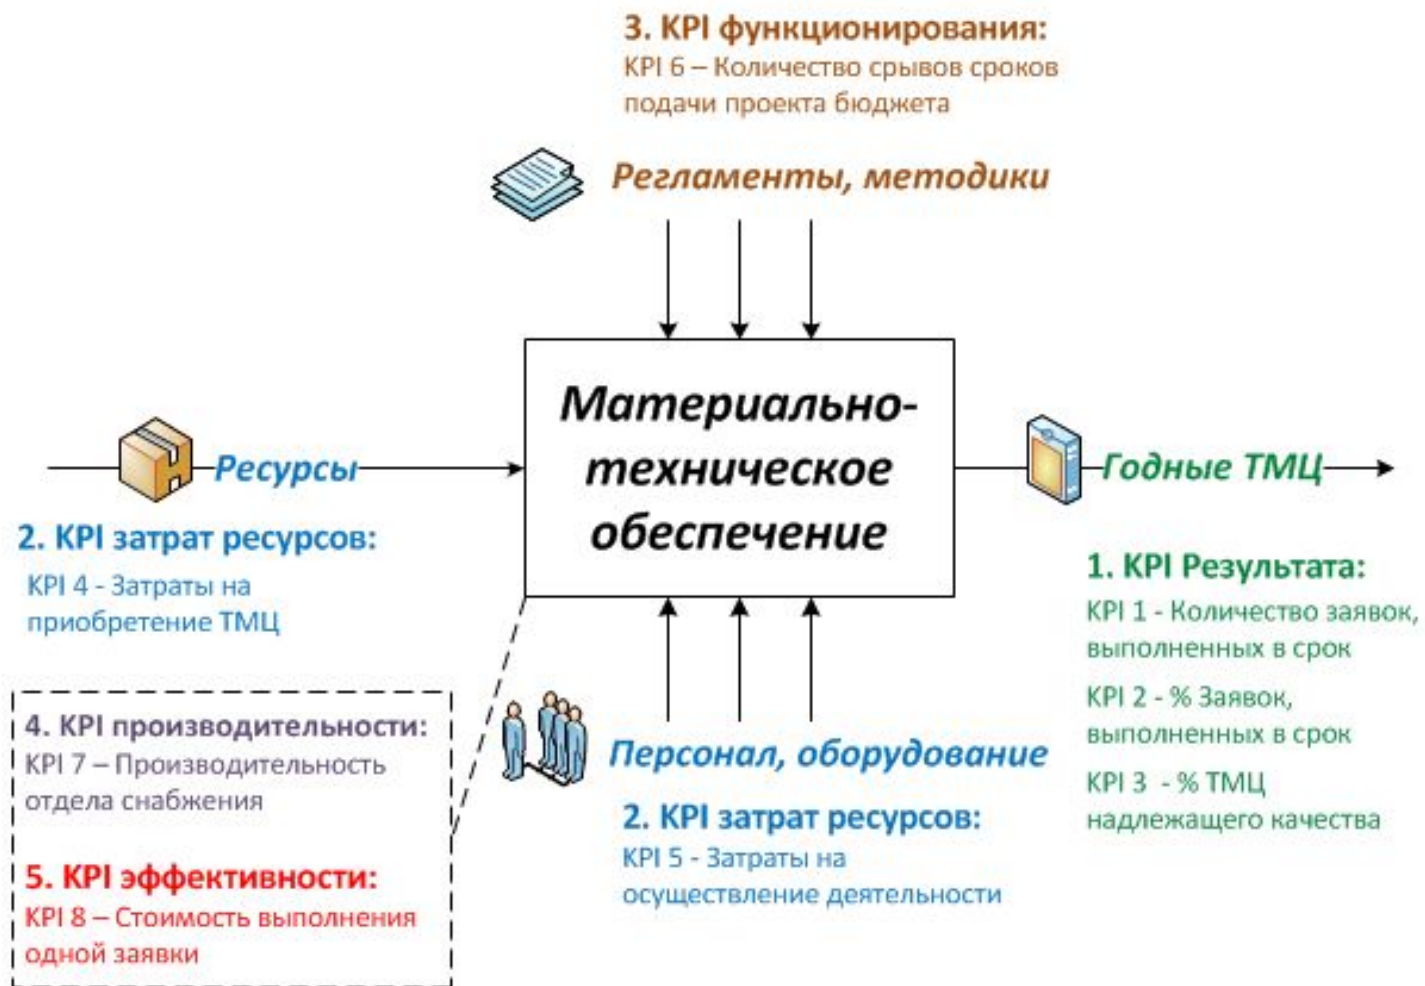 3. KPI функционирования:
KPI 6 – Количество срывов сроков
подачи проекта бюджета
Регламенты, методики
Материально-
техническое
обеспечение
Ресурсы
2. KPI затрат ресурсов:
KPI 4 - Затраты на
приобретение ТМЦ
Годные ТМЦ
1. KPI Результата:
KPI 1 - Количество заявок,
выполненных в срок
KPI 2 - % Заявок,
выполненных в срок
KPI 3 - % ТМЦ
надлежащего качества
4. KPI производительности:
KPI 7 – Производительность
отдела снабжения
5. KPI эффективности:
KPI 8 – Стоимость выполнения
одной заявки
Персонал, оборудование
2. KPI затрат ресурсов:
KPI 5 - Затраты на
осуществление деятельности